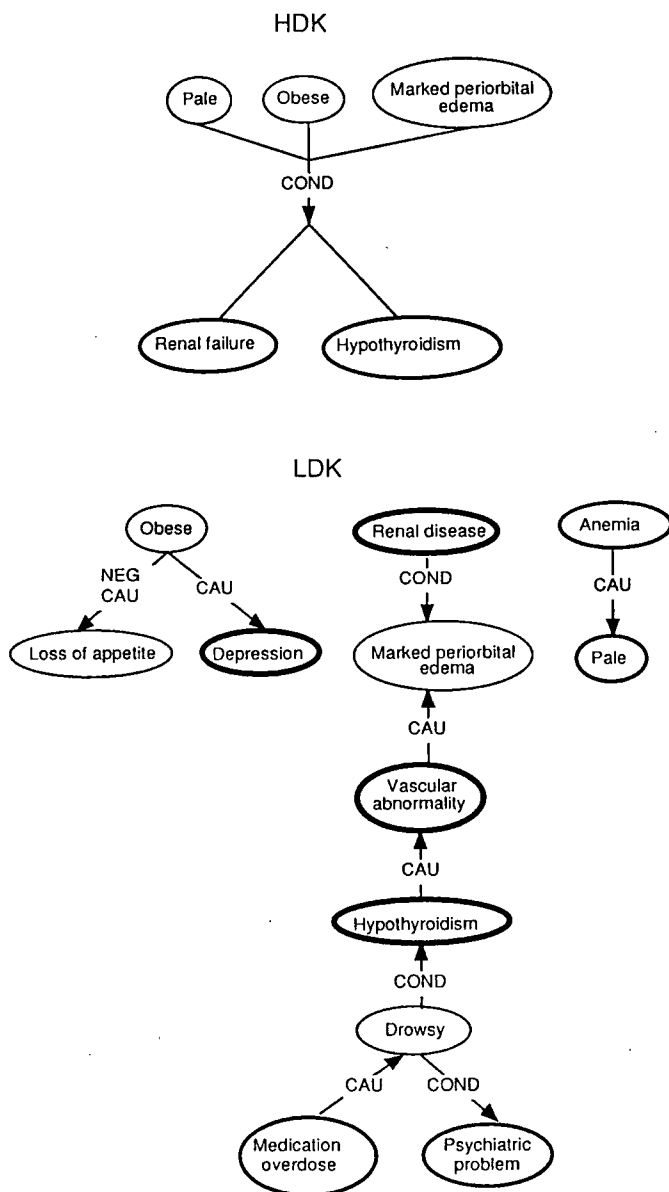 HDK
Pale
Obese
Marked periorbital
edema
COND
Renal failure
Hypothyroidism
LDK
Obese
Renal disease
Anemia
NEG
CAU
CAU
COND
CAU
Loss of appetite
Depression
Marked periorbital
edema
Pale
CAU
Vascular
abnormality
CAU
Hypothyroidism
COND
Drowsy
CAU
COND
Medication
overdose
Psychiatric
problem